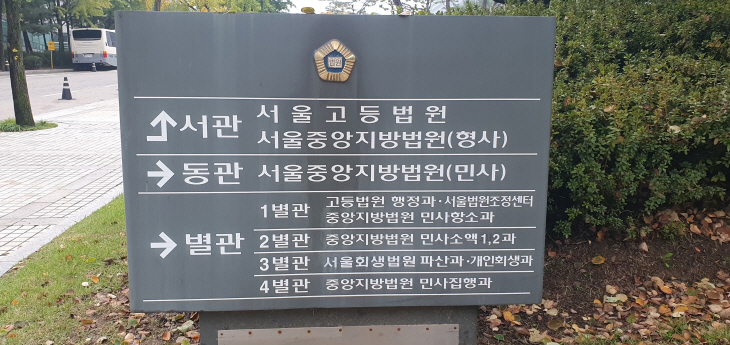 법원
서관 서울고등법원
서울중앙지방법원(형사)
동관 서울중앙지방법원(민사)
별관
1별관 고등법원 행정과·서울법원조정센터
중앙지방법원 민사항소과
2별관 중앙지방법원 민사소액1,2과
3별관 서울회생법원 파산과·개인회생과
4별관 중앙지방법원 민사집행과